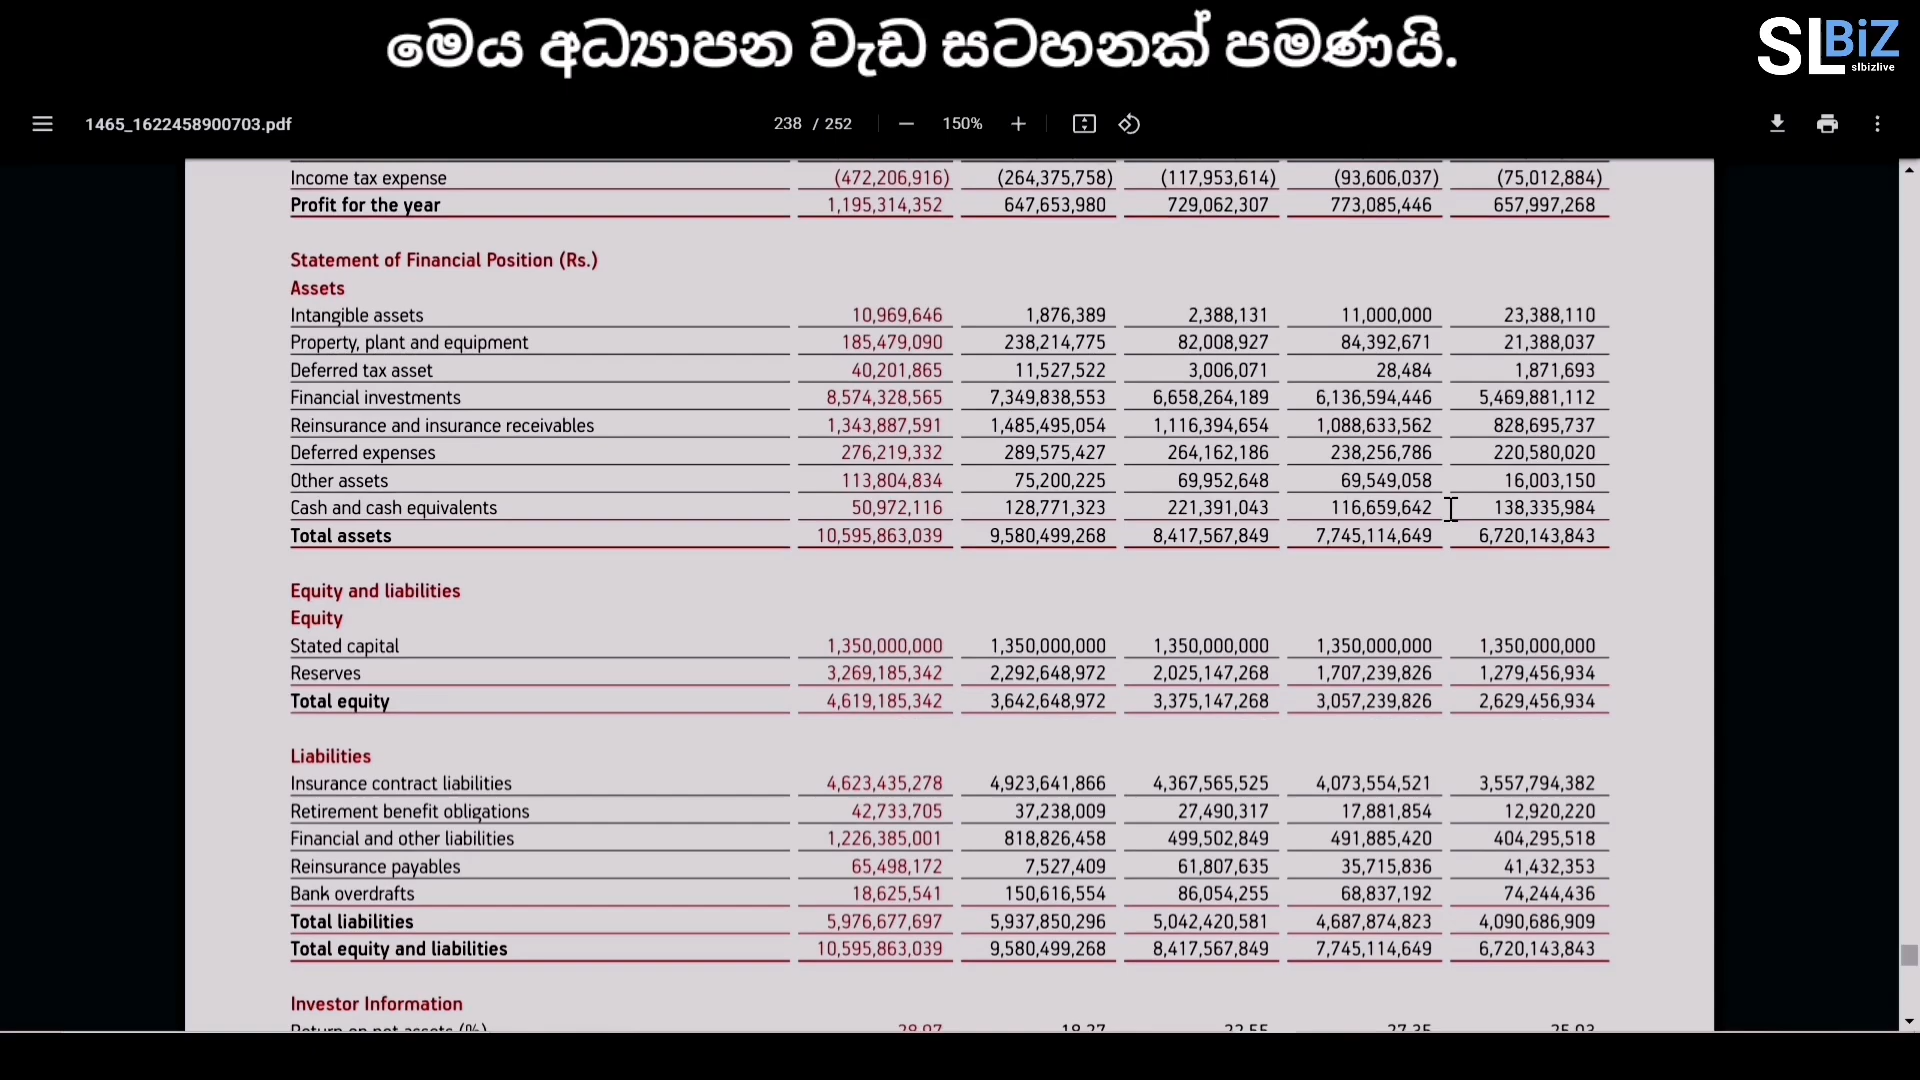 මෙය අධ්‍යාපන වැඩ සටහනක් පමණයි.
SLBiZ
slbizlive
1465_1622458900703.pdf 238 / 252 150%
Income tax expense (472,206,916) (264,375,758) (117,953,614) (93,606,037) (75,012,884)
Profit for the year 1,195,314,352 647,653,980 729,062,307 773,085,446 657,997,268
Statement of Financial Position (Rs.)
Assets
Intangible assets 10,969,646 1,876,389 2,388,131 11,000,000 23,388,110
Property, plant and equipment 185,479,090 238,214,775 82,008,927 84,392,671 21,388,037
Deferred tax asset 40,201,865 11,527,522 3,006,071 28,484 1,871,693
Financial investments 8,574,328,565 7,349,838,553 6,658,264,189 6,136,594,446 5,469,881,112
Reinsurance and insurance receivables 1,343,887,591 1,485,495,054 1,116,394,654 1,088,633,562 828,695,737
Deferred expenses 276,219,332 289,575,427 264,162,186 238,256,786 220,580,020
Other assets 113,804,834 75,200,225 69,952,648 69,549,058 16,003,150
Cash and cash equivalents 50,972,116 128,771,323 221,391,043 116,659,642 138,335,984
Total assets 10,595,863,039 9,580,499,268 8,417,567,849 7,745,114,649 6,720,143,843
Equity and liabilities
Equity
Stated capital 1,350,000,000 1,350,000,000 1,350,000,000 1,350,000,000 1,350,000,000
Reserves 3,269,185,342 2,292,648,972 2,025,147,268 1,707,239,826 1,279,456,934
Total equity 4,619,185,342 3,642,648,972 3,375,147,268 3,057,239,826 2,629,456,934
Liabilities
Insurance contract liabilities 4,623,435,278 4,923,641,866 4,367,565,525 4,073,554,521 3,557,794,382
Retirement benefit obligations 42,733,705 37,238,009 27,490,317 17,881,854 12,920,220
Financial and other liabilities 1,226,385,001 818,826,458 499,502,849 491,885,420 404,295,518
Reinsurance payables 65,498,172 7,527,409 61,807,635 35,715,836 41,432,353
Bank overdrafts 18,625,541 150,616,554 86,054,255 68,837,192 74,244,436
Total liabilities 5,976,677,697 5,937,850,296 5,042,420,581 4,687,874,823 4,090,686,909
Total equity and liabilities 10,595,863,039 9,580,499,268 8,417,567,849 7,745,114,649 6,720,143,843
Investor Information
Return on net assets (%)